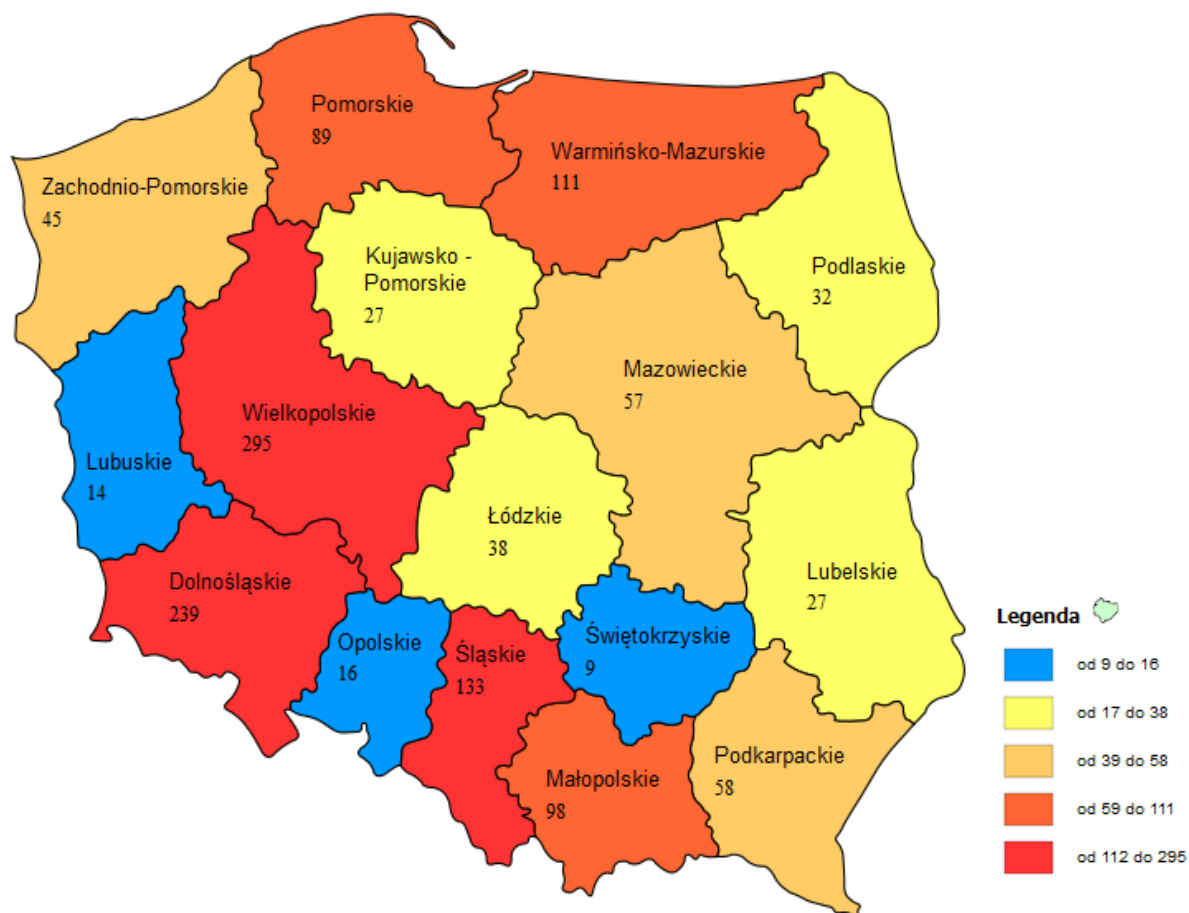 Pomorskie
89
Warmińsko-Mazurskie
111
Zachodnio-Pomorskie
45
Kujawsko -
Pomorskie
27
Podlaskie
32
Mazowieckie
57
Wielkopolskie
295
Lubuskie
14
Łódzkie
38
Dolnośląskie
239
Lubelskie
27
Opolskie
16
Śląskie
133
Świętokrzyskie
9
Małopolskie
98
Podkarpackie
58
Legenda
od 9 do 16
od 17 do 38
od 39 do 58
od 59 do 111
od 112 do 295